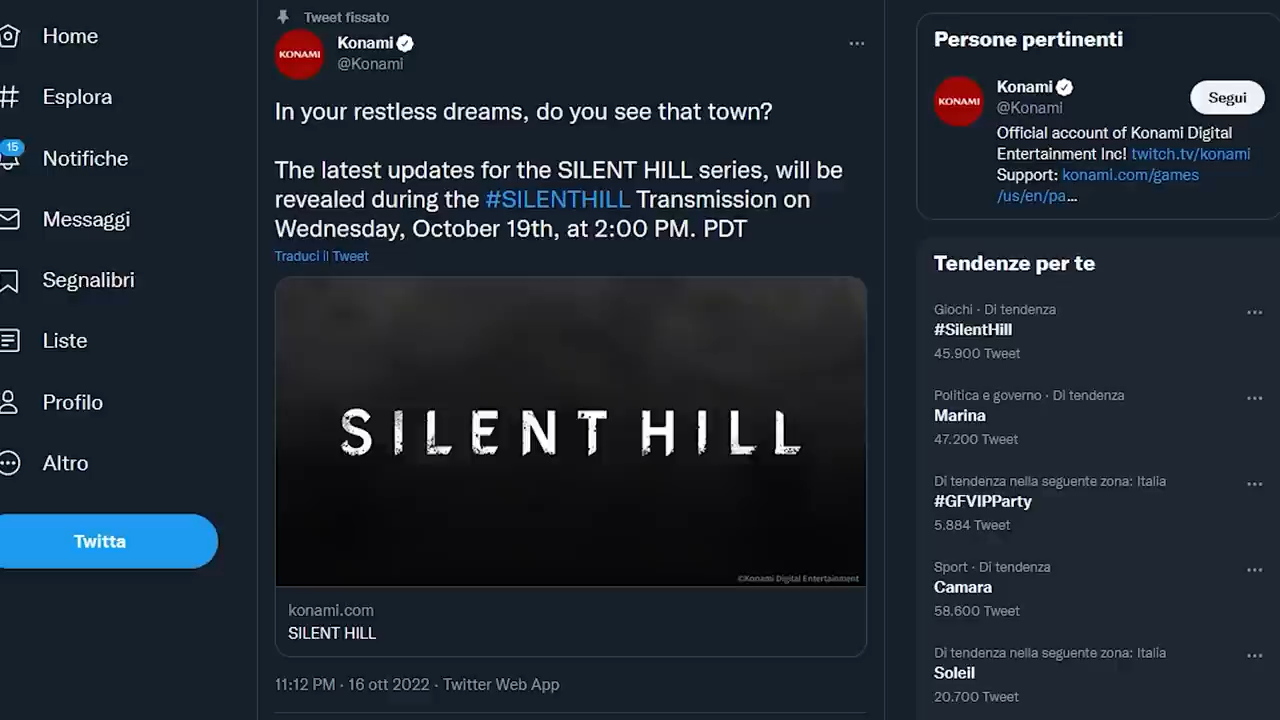 Home
Esplora
15
Notifiche
Messaggi
Segnalibri
Liste
Profilo
Altro
Twitta
Tweet fissato
KONAMI
Konami
@Konami
In your restless dreams, do you see that town?
The latest updates for the SILENT HILL series, will be
revealed during the #SILENTHILL Transmission on
Wednesday, October 19th, at 2:00 PM. PDT
Traduci il Tweet
SILENT HILL
©Konami Digital Entertainment
konami.com
SILENT HILL
11:12 PM · 16 ott 2022 · Twitter Web App
Persone pertinenti
KONAMI
Konami
@Konami
Segui
Official account of Konami Digital
Entertainment Inc! twitch.tv/konami
Support: konami.com/games
/us/en/pa…
Tendenze per te
Giochi · Di tendenza
#SilentHill
45.900 Tweet
Politica e governo · Di tendenza
Marina
47.200 Tweet
Di tendenza nella seguente zona: Italia
#GFVIPParty
5.884 Tweet
Sport · Di tendenza
Camara
58.600 Tweet
Di tendenza nella seguente zona: Italia
Soleil
20.700 Tweet